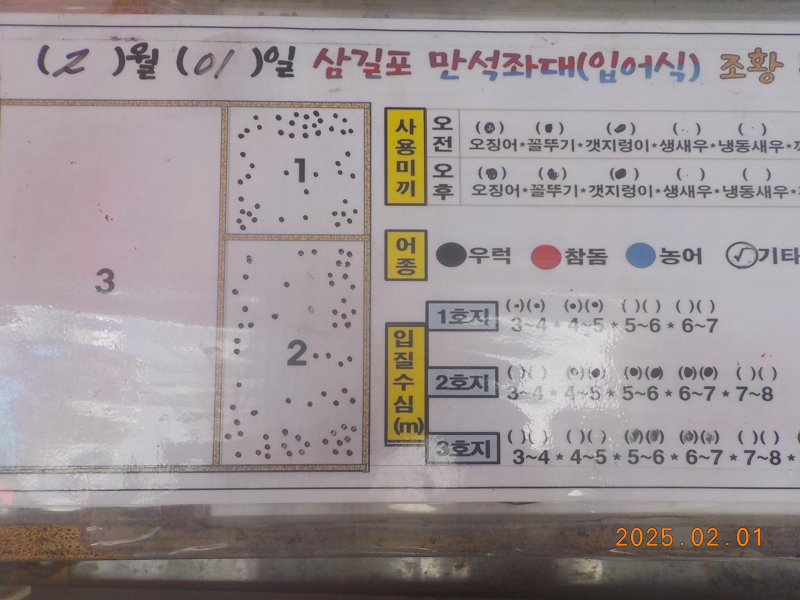 (2)월 (01)일 삼길포 만석좌대(입어식) 조황
1
2
3
사용미끼
오전
오징어*꼴뚜기*갯지렁이*생새우*냉동새우*
오후
오징어*꼴뚜기*갯지렁이*생새우*냉동새우*
어종
우럭 참돔 농어 기타
입질수심(m)
1호지
3~4 * 4~5 * 5~6 * 6~7
2호지
3~4 * 4~5 * 5~6 * 6~7 * 7~8
3호지
3~4 * 4~5 * 5~6 * 6~7 * 7~8 *
2025.02.01